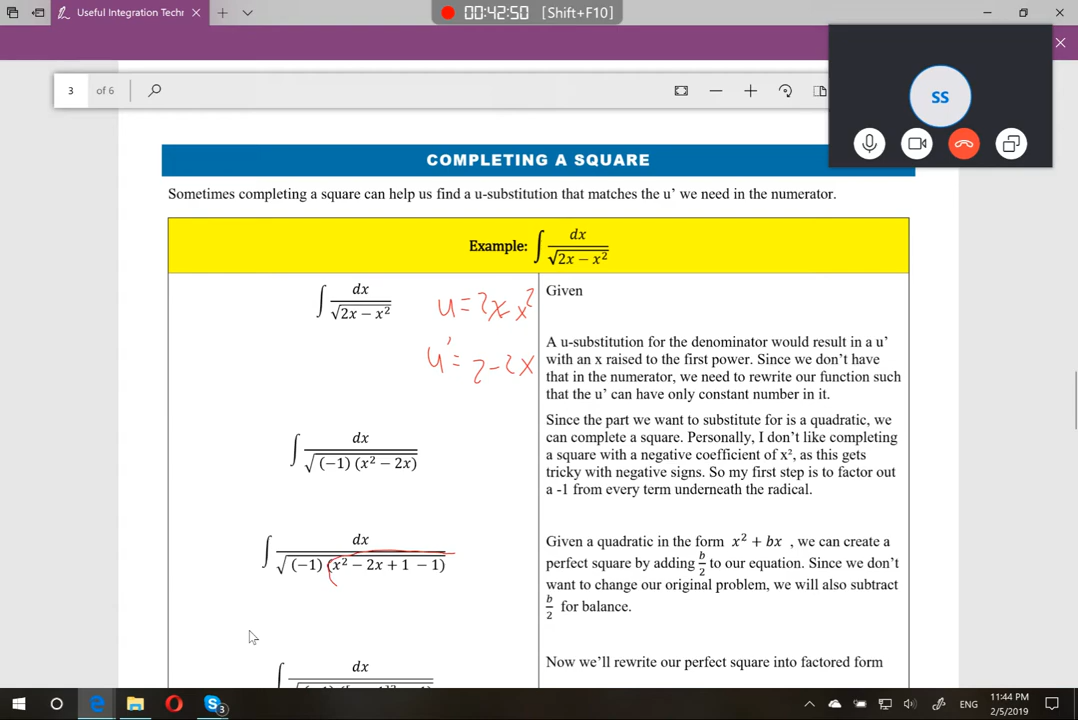 Useful Integration Techn
00:42:50 [Shift+F10]
3 of 6
SS
COMPLETING A SQUARE
Sometimes completing a square can help us find a u-substitution that matches the u' we need in the numerator.
Example: ∫ dx / √(2x − x²)
∫ dx / √(2x − x²)
u = 2x - x²
Given
u' = 2 - 2x
A u-substitution for the denominator would result in a u'
with an x raised to the first power. Since we don't have
that in the numerator, we need to rewrite our function such
that the u' can have only constant number in it.
∫ dx / √((−1) (x² − 2x))
Since the part we want to substitute for is a quadratic, we
can complete a square. Personally, I don't like completing
a square with a negative coefficient of x², as this gets
tricky with negative signs. So my first step is to factor out
a -1 from every term underneath the radical.
∫ dx / √((−1) (x² − 2x + 1 − 1))
Given a quadratic in the form x² + bx , we can create a
perfect square by adding b/2 to our equation. Since we don't
want to change our original problem, we will also subtract
b/2 for balance.
∫ dx
Now we'll rewrite our perfect square into factored form
3
ENG
11:44 PM
2/5/2019